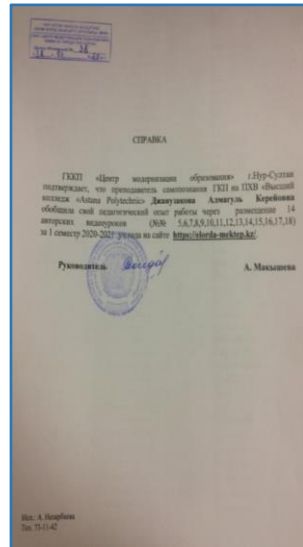 СПРАВКА
ГККП «Центр модернизации образования» г.Нур-Султан
подтверждает, что преподаватель самопознания ГКП на ПХВ «Высший
колледж «Astana Polytechnic» Джанузакова Алмагуль Керейовна
обобщила свой педагогический опыт работы через размещение 14
авторских видеоуроков (№№ 5,6,7,8,9,10,11,12,13,14,15,16,17,18)
за 1 семестр 2020-2021 уч.года на сайте https://elorda-mektep.kz/.
Руководитель А. Макышева
Исп. А. Назарбаева
Тел. 73-11-42